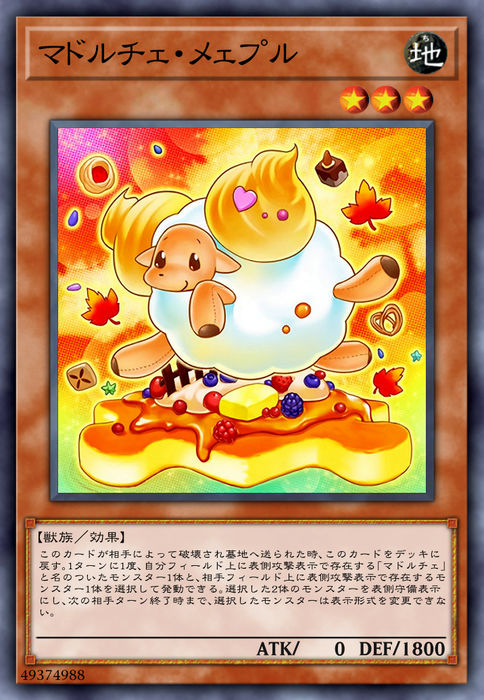 マドルチェ・メェプル
ち
地
【獣族／効果】
このカードが相手によって破壊され墓地へ送られた時、このカードをデッキに
戻す。1ターンに1度、自分フィールド上に表側攻撃表示で存在する「マドルチェ」
と名のついたモンスター1体と、相手フィールド上に表側攻撃表示で存在するモ
ンスター1体を選択して発動できる。選択した2体のモンスターを表側守備表示
にし、次の相手ターン終了時まで、選択したモンスターは表示形式を変更できな
い。
ATK/ 0 DEF/1800
49374988